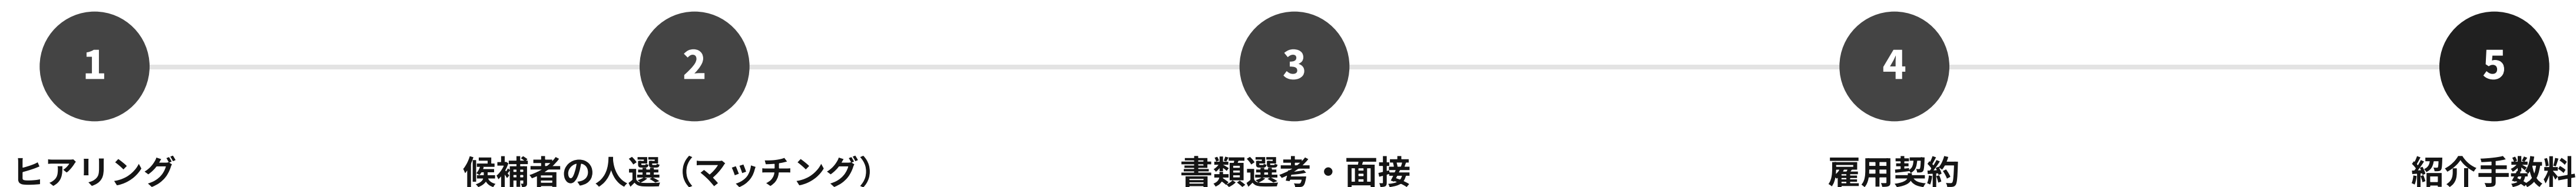 1
2
3
4
5
ヒアリング
候補者の人選（マッチング）
書類選考・面接
雇用契約
紹介手数料